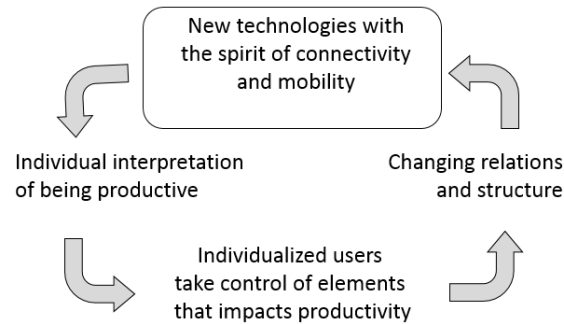 New technologies with
the spirit of connectivity
and mobility
Individual interpretation
of being productive
Changing relations
and structure
Individualized users
take control of elements
that impacts productivity